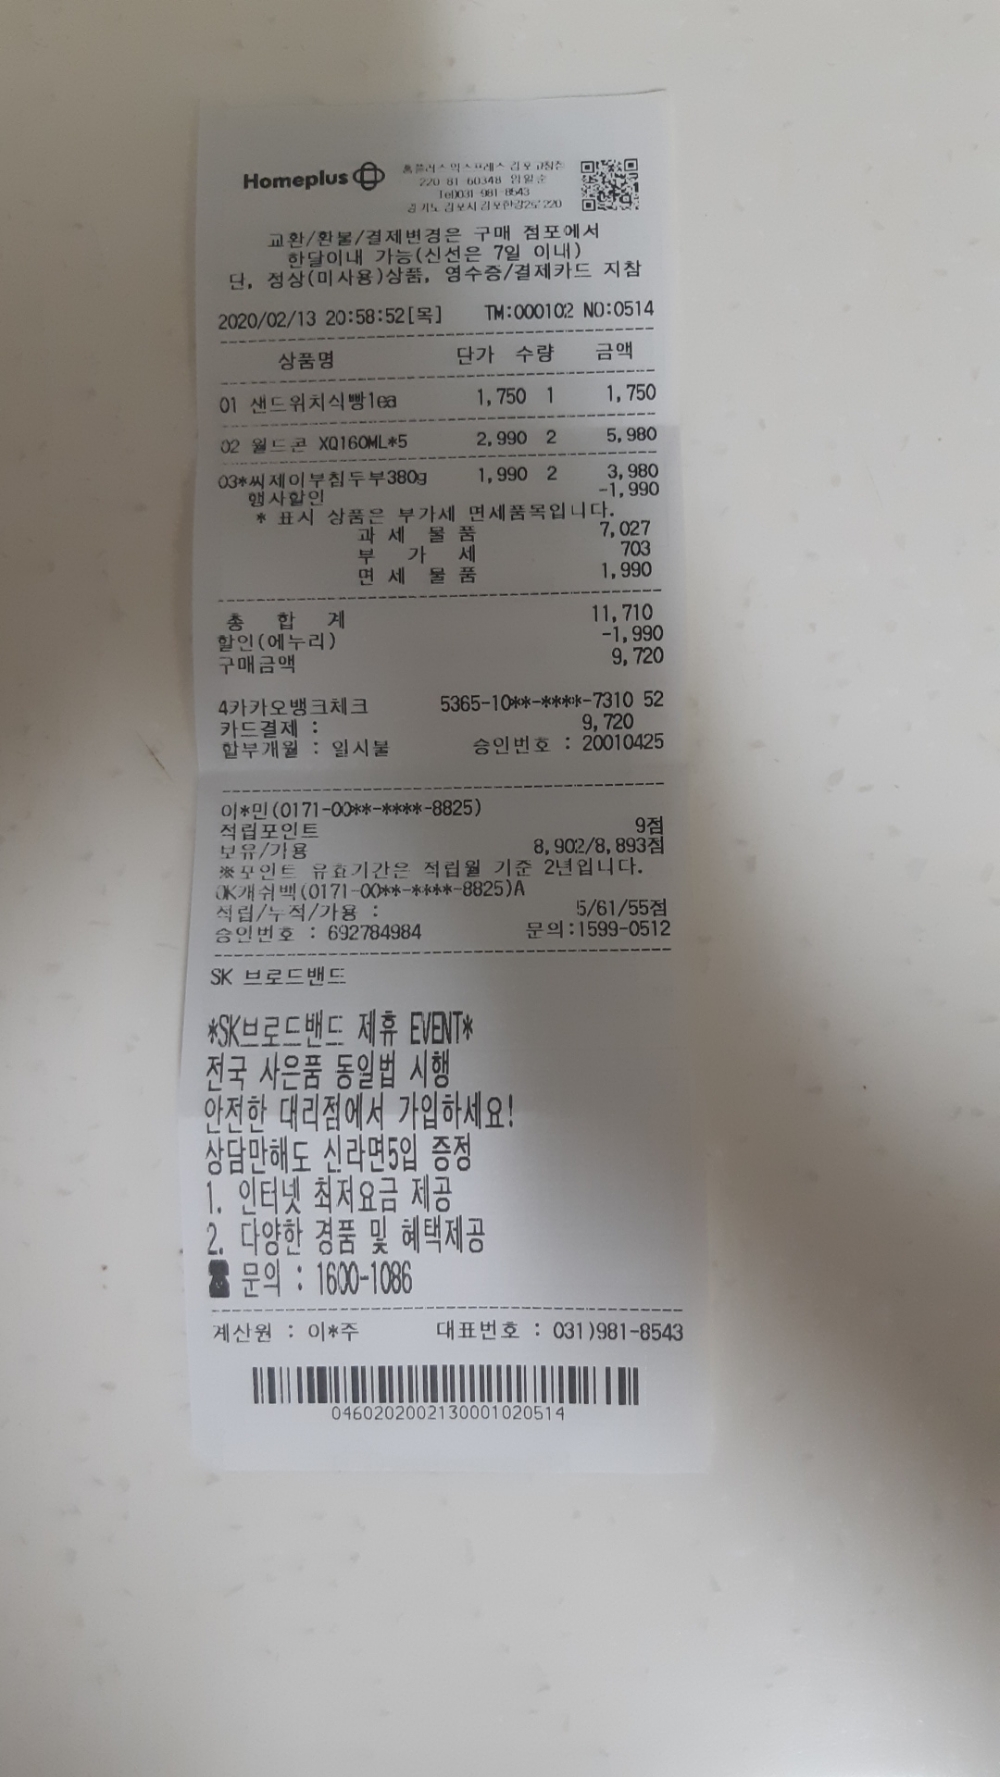 Homeplus
홈플러스 익스프레스 김포
220-81-60348 임일순
Tel)031-981-8543
경기도 김포시 김포한강2로 220
교환/환불/결제변경은 구매 점포에서
한달이내 가능(신선은 7일 이내)
단, 정상(미사용)상품, 영수증/결제카드 지참
2020/02/13 20:58:52[목] TM:000102 NO:0514
상품명 단가 수량 금액
01 샌드위치식빵1ea 1,750 1 1,750
02 월드콘 XQ160ML*5 2,990 2 5,980
03*씨제이부침두부380g 1,990 2 3,980
행사할인 -1,990
* 표시 상품은 부가세 면세품목입니다.
과 세 물 품 7,027
부 가 세 703
면 세 물 품 1,990
총 합 계 11,710
할인(에누리) -1,990
구매금액 9,720
4카카오뱅크체크 5365-10**-****-7310 52
카드결제 : 9,720
할부개월 : 일시불 승인번호 : 20010425
이*민(0171-00**-****-8825)
적립포인트 9점
보유/가용 8,902/8,893점
※포인트 유효기간은 적립월 기준 2년입니다.
OK캐쉬백(0171-00**-****-8825)A
적립/누적/가용 : 5/61/55점
승인번호 : 692784984 문의:1599-0512
SK 브로드밴드
*SK브로드밴드 제휴 EVENT*
전국 사은품 동일법 시행
안전한 대리점에서 가입하세요!
상담만해도 신라면5입 증정
1. 인터넷 최저요금 제공
2. 다양한 경품 및 혜택제공
☎ 문의 : 1600-1086
계산원 : 이*주 대표번호 : 031)981-8543
0460202002130001020514